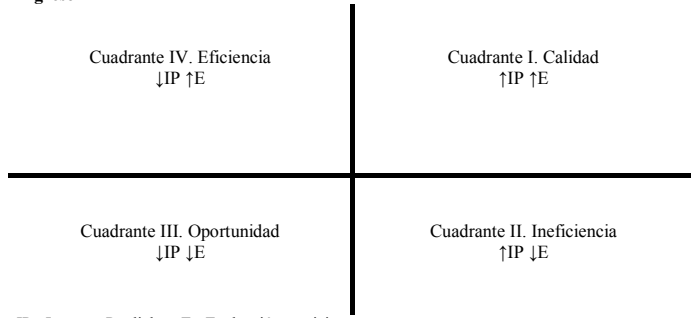 Cuadrante IV. Eficiencia
↓IP ↑E
Cuadrante I. Calidad
↑IP ↑E
Cuadrante III. Oportunidad
↓IP ↓E
Cuadrante II. Ineficiencia
↑IP ↓E